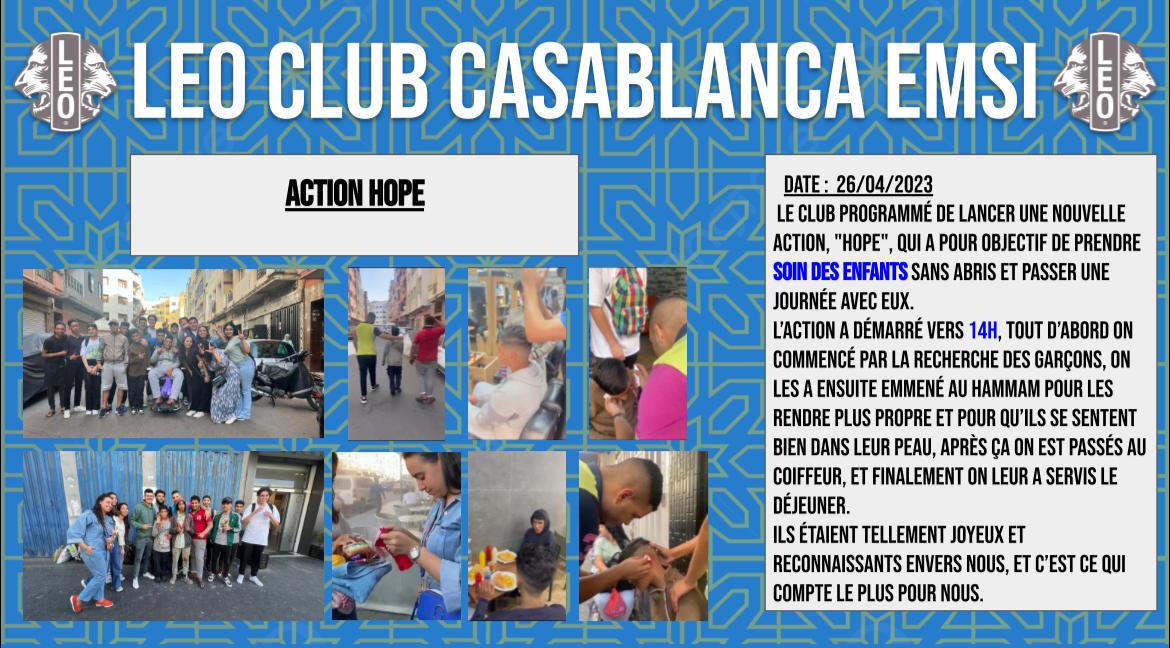 LEO
LEO CLUB CASABLANCA EMSI
LEO
ACTION HOPE
DATE : 26/04/2023
LE CLUB PROGRAMMÉ DE LANCER UNE NOUVELLE
ACTION, "HOPE", QUI A POUR OBJECTIF DE PRENDRE
SOIN DES ENFANTS SANS ABRIS ET PASSER UNE
JOURNÉE AVEC EUX.
L'ACTION A DÉMARRÉ VERS 14H, TOUT D'ABORD ON
COMMENCÉ PAR LA RECHERCHE DES GARÇONS, ON
LES A ENSUITE EMMENÉ AU HAMMAM POUR LES
RENDRE PLUS PROPRE ET POUR QU'ILS SE SENTENT
BIEN DANS LEUR PEAU, APRÈS ÇA ON EST PASSÉS AU
COIFFEUR, ET FINALEMENT ON LEUR A SERVIS LE
DÉJEUNER.
ILS ÉTAIENT TELLEMENT JOYEUX ET
RECONNAISSANTS ENVERS NOUS, ET C'EST CE QUI
COMPTE LE PLUS POUR NOUS.